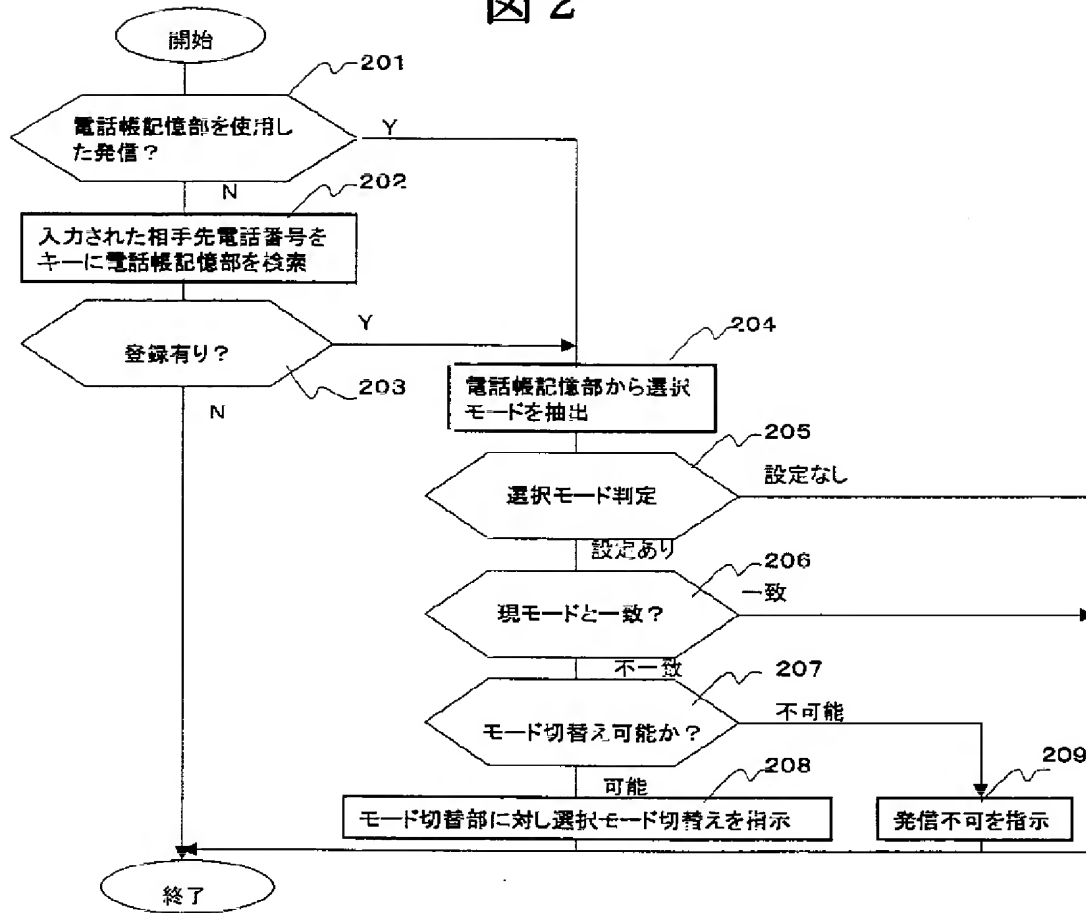 図2
開始
201
電話帳記憶部を使用し
た発信？
Y
N
202
入力された相手先電話番号を
キーに電話帳記憶部を検索
登録有り？
Y
203
N
204
電話帳記憶部から選択
モードを抽出
205
選択モード判定
設定なし
設定あり
206
現モードと一致？
一致
不一致
207
モード切替え可能か？
不可能
可能
208
209
モード切替部に対し選択モード切替えを指示
発信不可を指示
終了